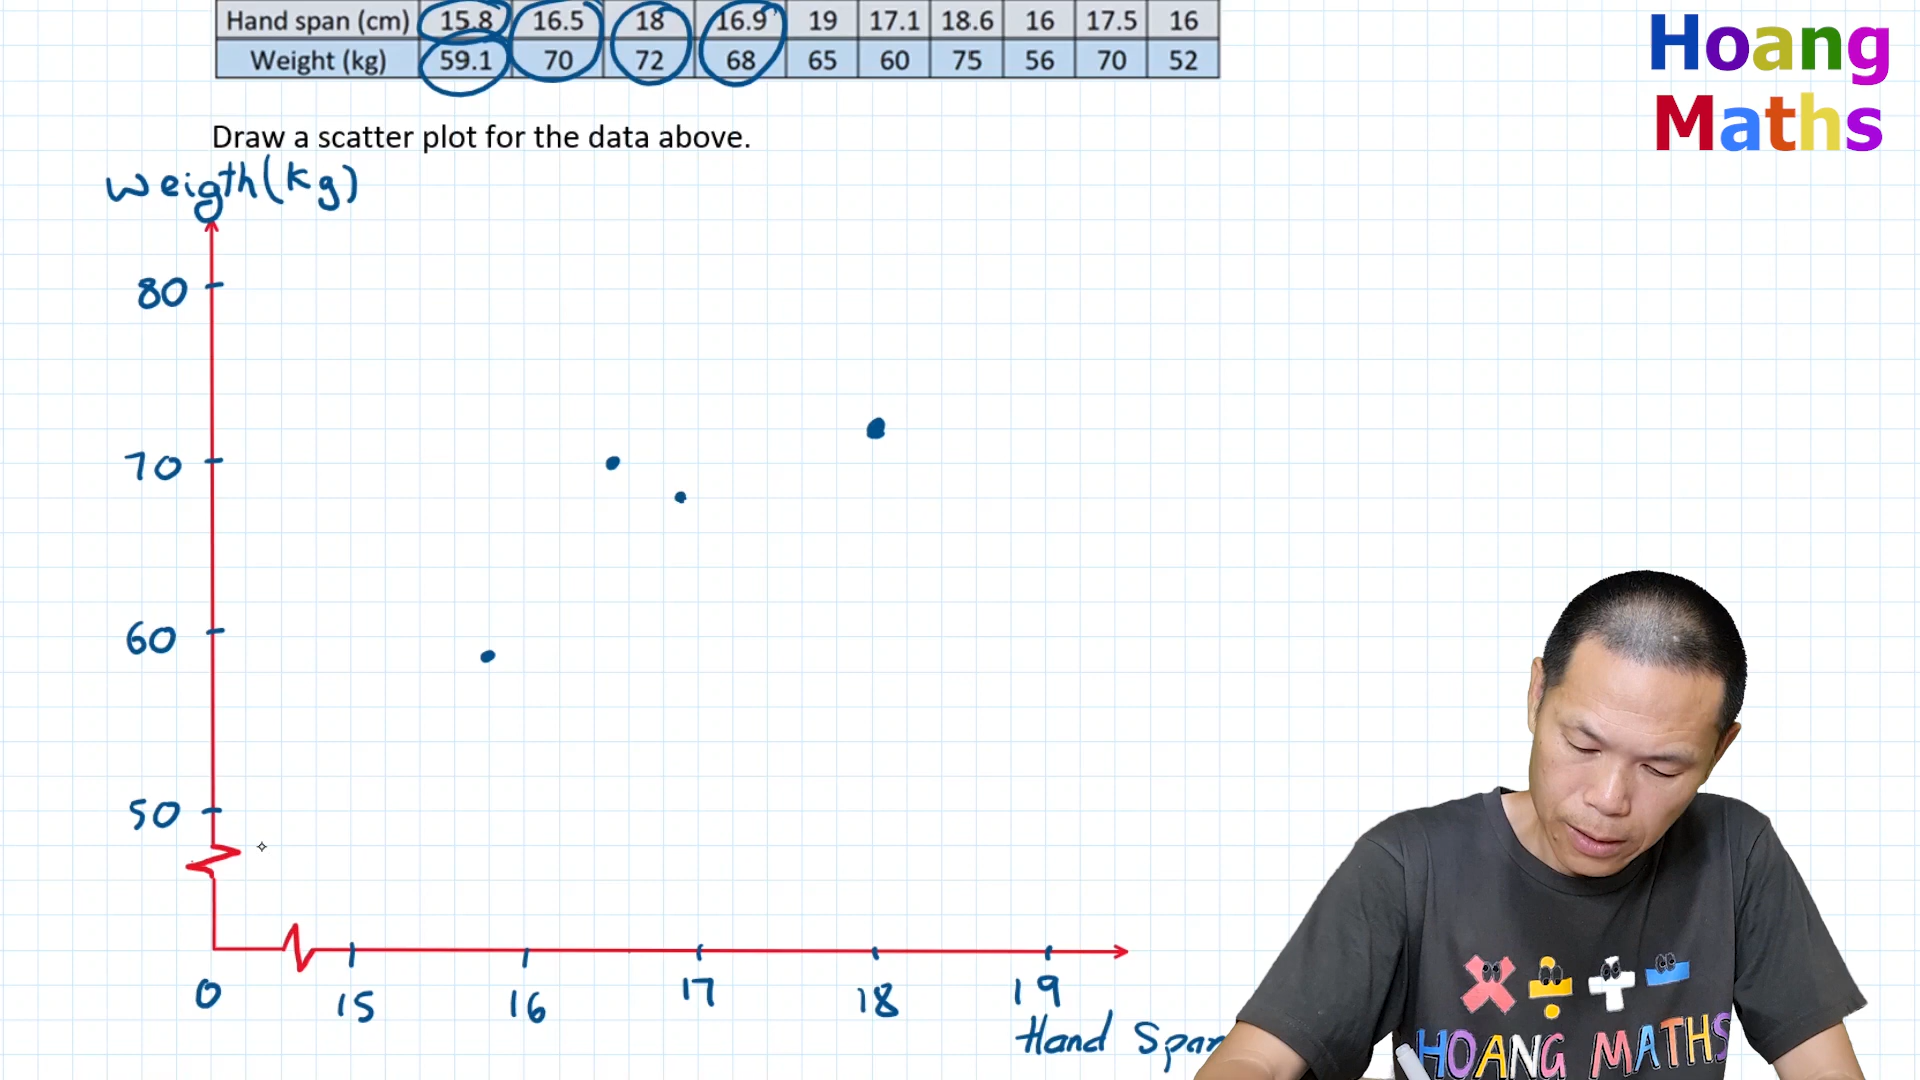 Hand span (cm) 15.8 16.5 18 16.9 19 17.1 18.6 16 17.5 16
Weight (kg) 59.1 70 72 68 65 60 75 56 70 52
Hoang
Maths
Draw a scatter plot for the data above.
Weigth(kg)
80
70
60
50
0 15 16 17 18 19
Hand Span
HOANG MATHS